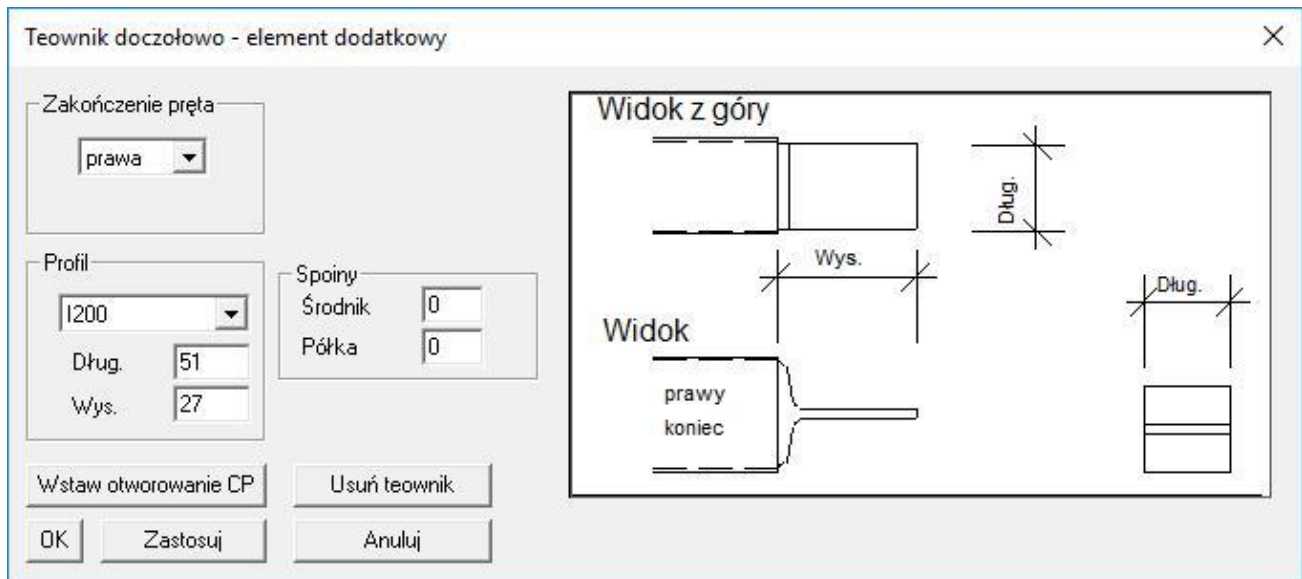 Teownik doczołowo - element dodatkowy
Zakończenie pręta
prawa
Profil
I200
Dług. 51
Wys. 27
Spoiny
Środnik 0
Półka 0
Wstaw otworowanie CP
Usuń teownik
OK
Zastosuj
Anuluj
Widok z góry
Dług.
Wys.
Dług.
Widok
prawy
koniec